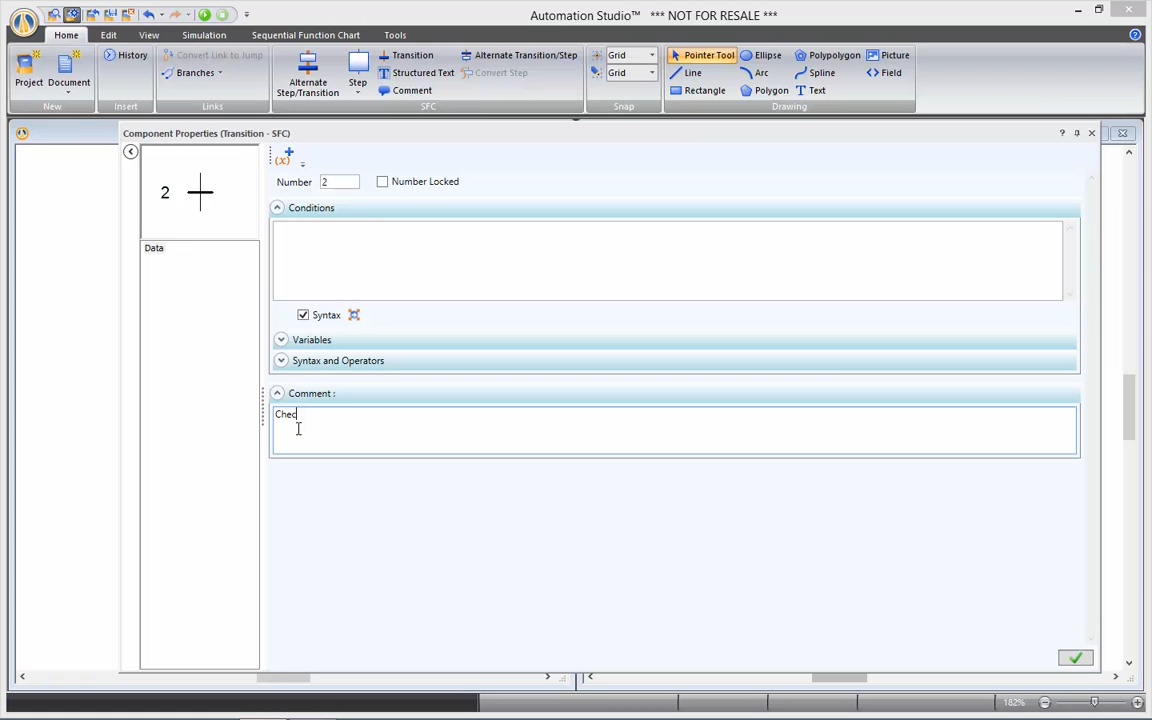 Automation Studio™ *** NOT FOR RESALE ***
Home Edit View Simulation Sequential Function Chart Tools
Project
Document
New
History
Insert
Convert Link to Jump
Branches
Links
Alternate
Step/Transition
Step
Transition
Structured Text
Comment
Alternate Transition/Step
Convert Step
SFC
Grid
Grid
Snap
Pointer Tool
Line
Rectangle
Ellipse
Arc
Polygon
Polypolygon
Spline
Text
Picture
Field
Drawing
Component Properties (Transition - SFC)
2
Data
(x)
Number 2 Number Locked
Conditions
Syntax
Variables
Syntax and Operators
Comment :
Chec
182%